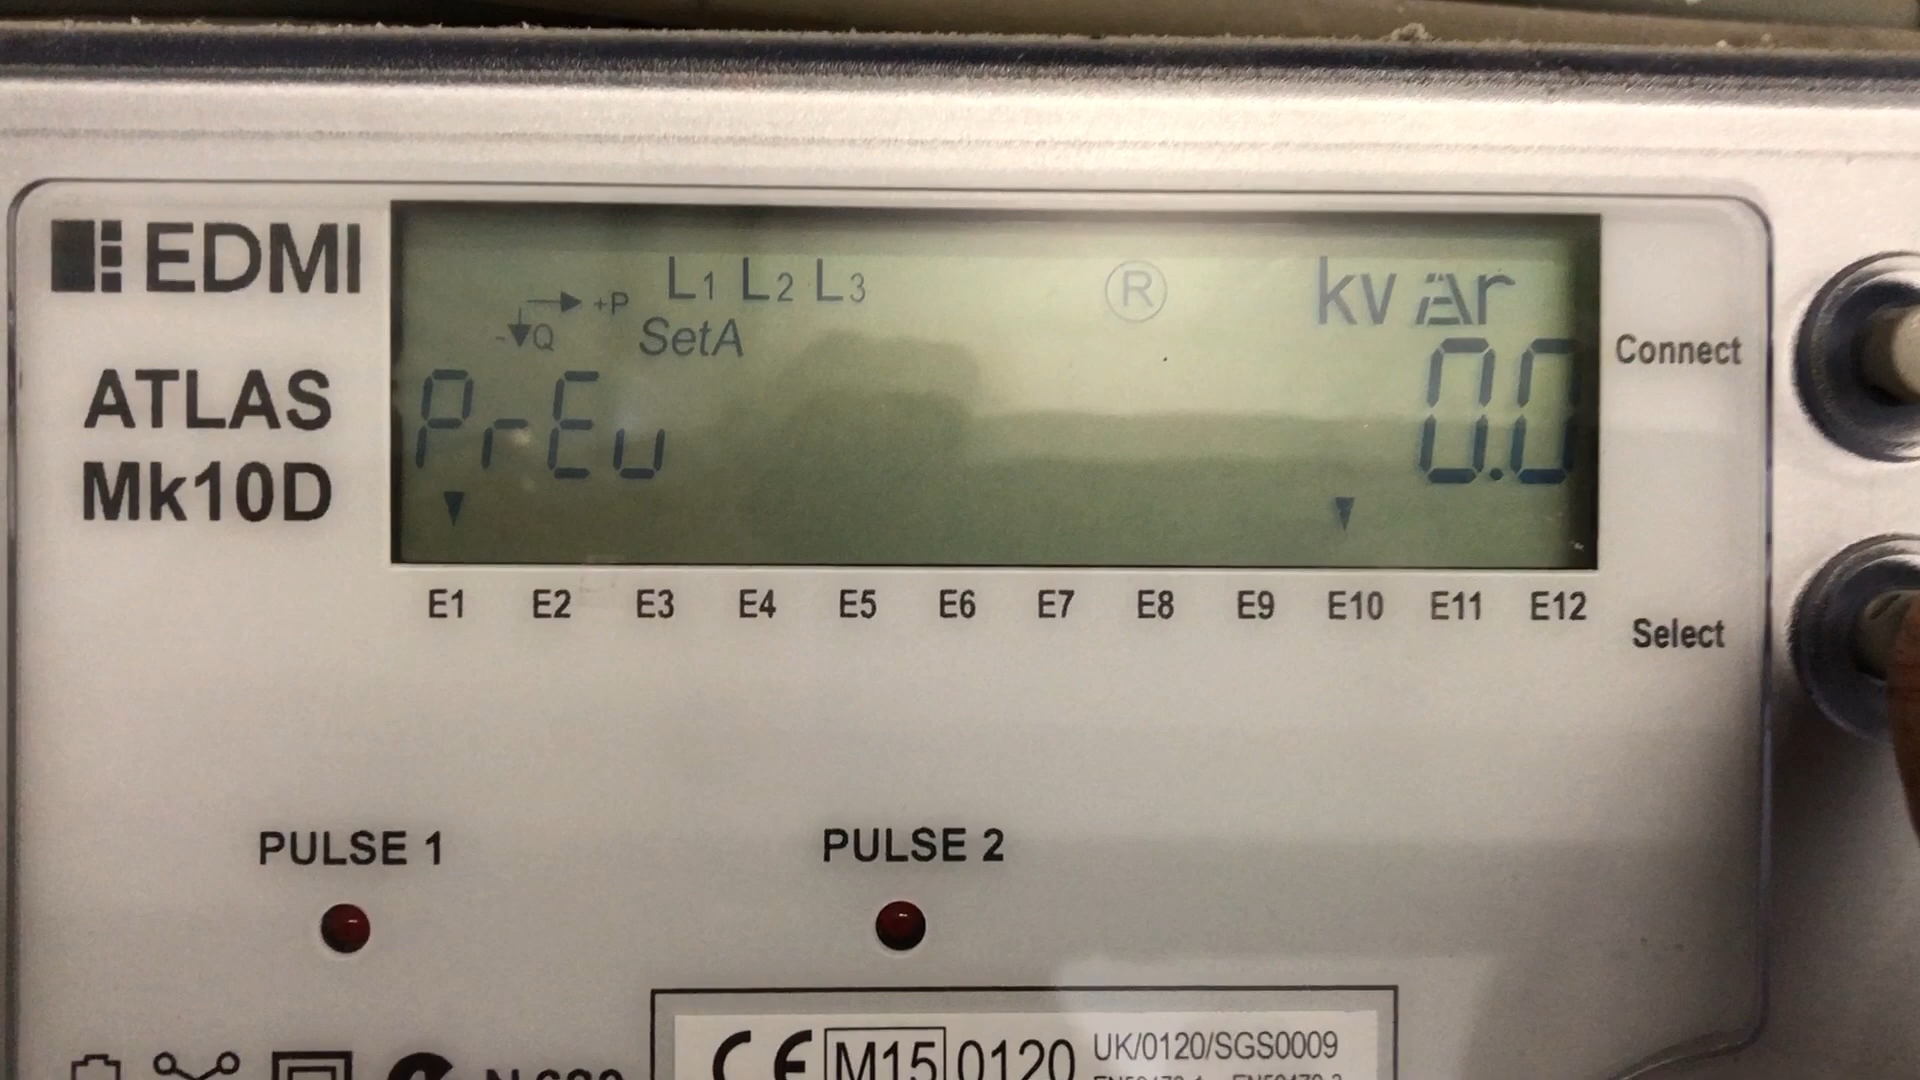 EDMI
ATLAS
Mk10D
L1 L2 L3
+P
-Q
SetA
R
kvar
PrEv
0.0
Connect
E1 E2 E3 E4 E5 E6 E7 E8 E9 E10 E11 E12
Select
PULSE 1
PULSE 2
CE M15 0120
UK/0120/SGS0009